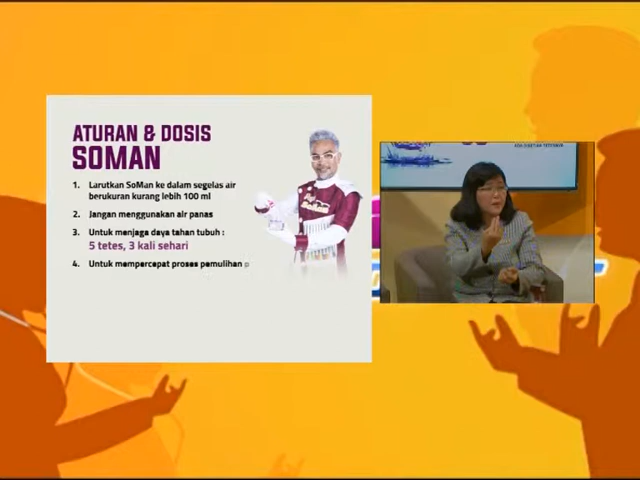 ATURAN & DOSIS
SOMAN
1. Larutkan SoMan ke dalam segelas air
berukuran kurang lebih 100 ml
2. Jangan menggunakan air panas
3. Untuk menjaga daya tahan tubuh :
5 tetes, 3 kali sehari
4. Untuk mempercepat proses pemulihan p